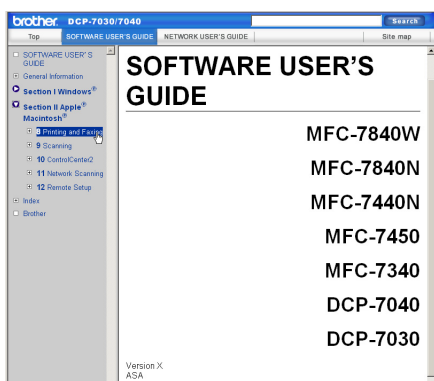 brother. DCP-7030/7040
Search
Top SOFTWARE USER'S GUIDE NETWORK USER'S GUIDE Site map
SOFTWARE USER' S
GUIDE
General Information
Section I Windows®
Section II Apple®
Macintosh®
8 Printing and Faxing
9 Scanning
10 ControlCenter2
11 Network Scanning
12 Remote Setup
Index
Brother
SOFTWARE USER'S
GUIDE
MFC-7840W
MFC-7840N
MFC-7440N
MFC-7450
MFC-7340
DCP-7040
DCP-7030
Version X
ASA